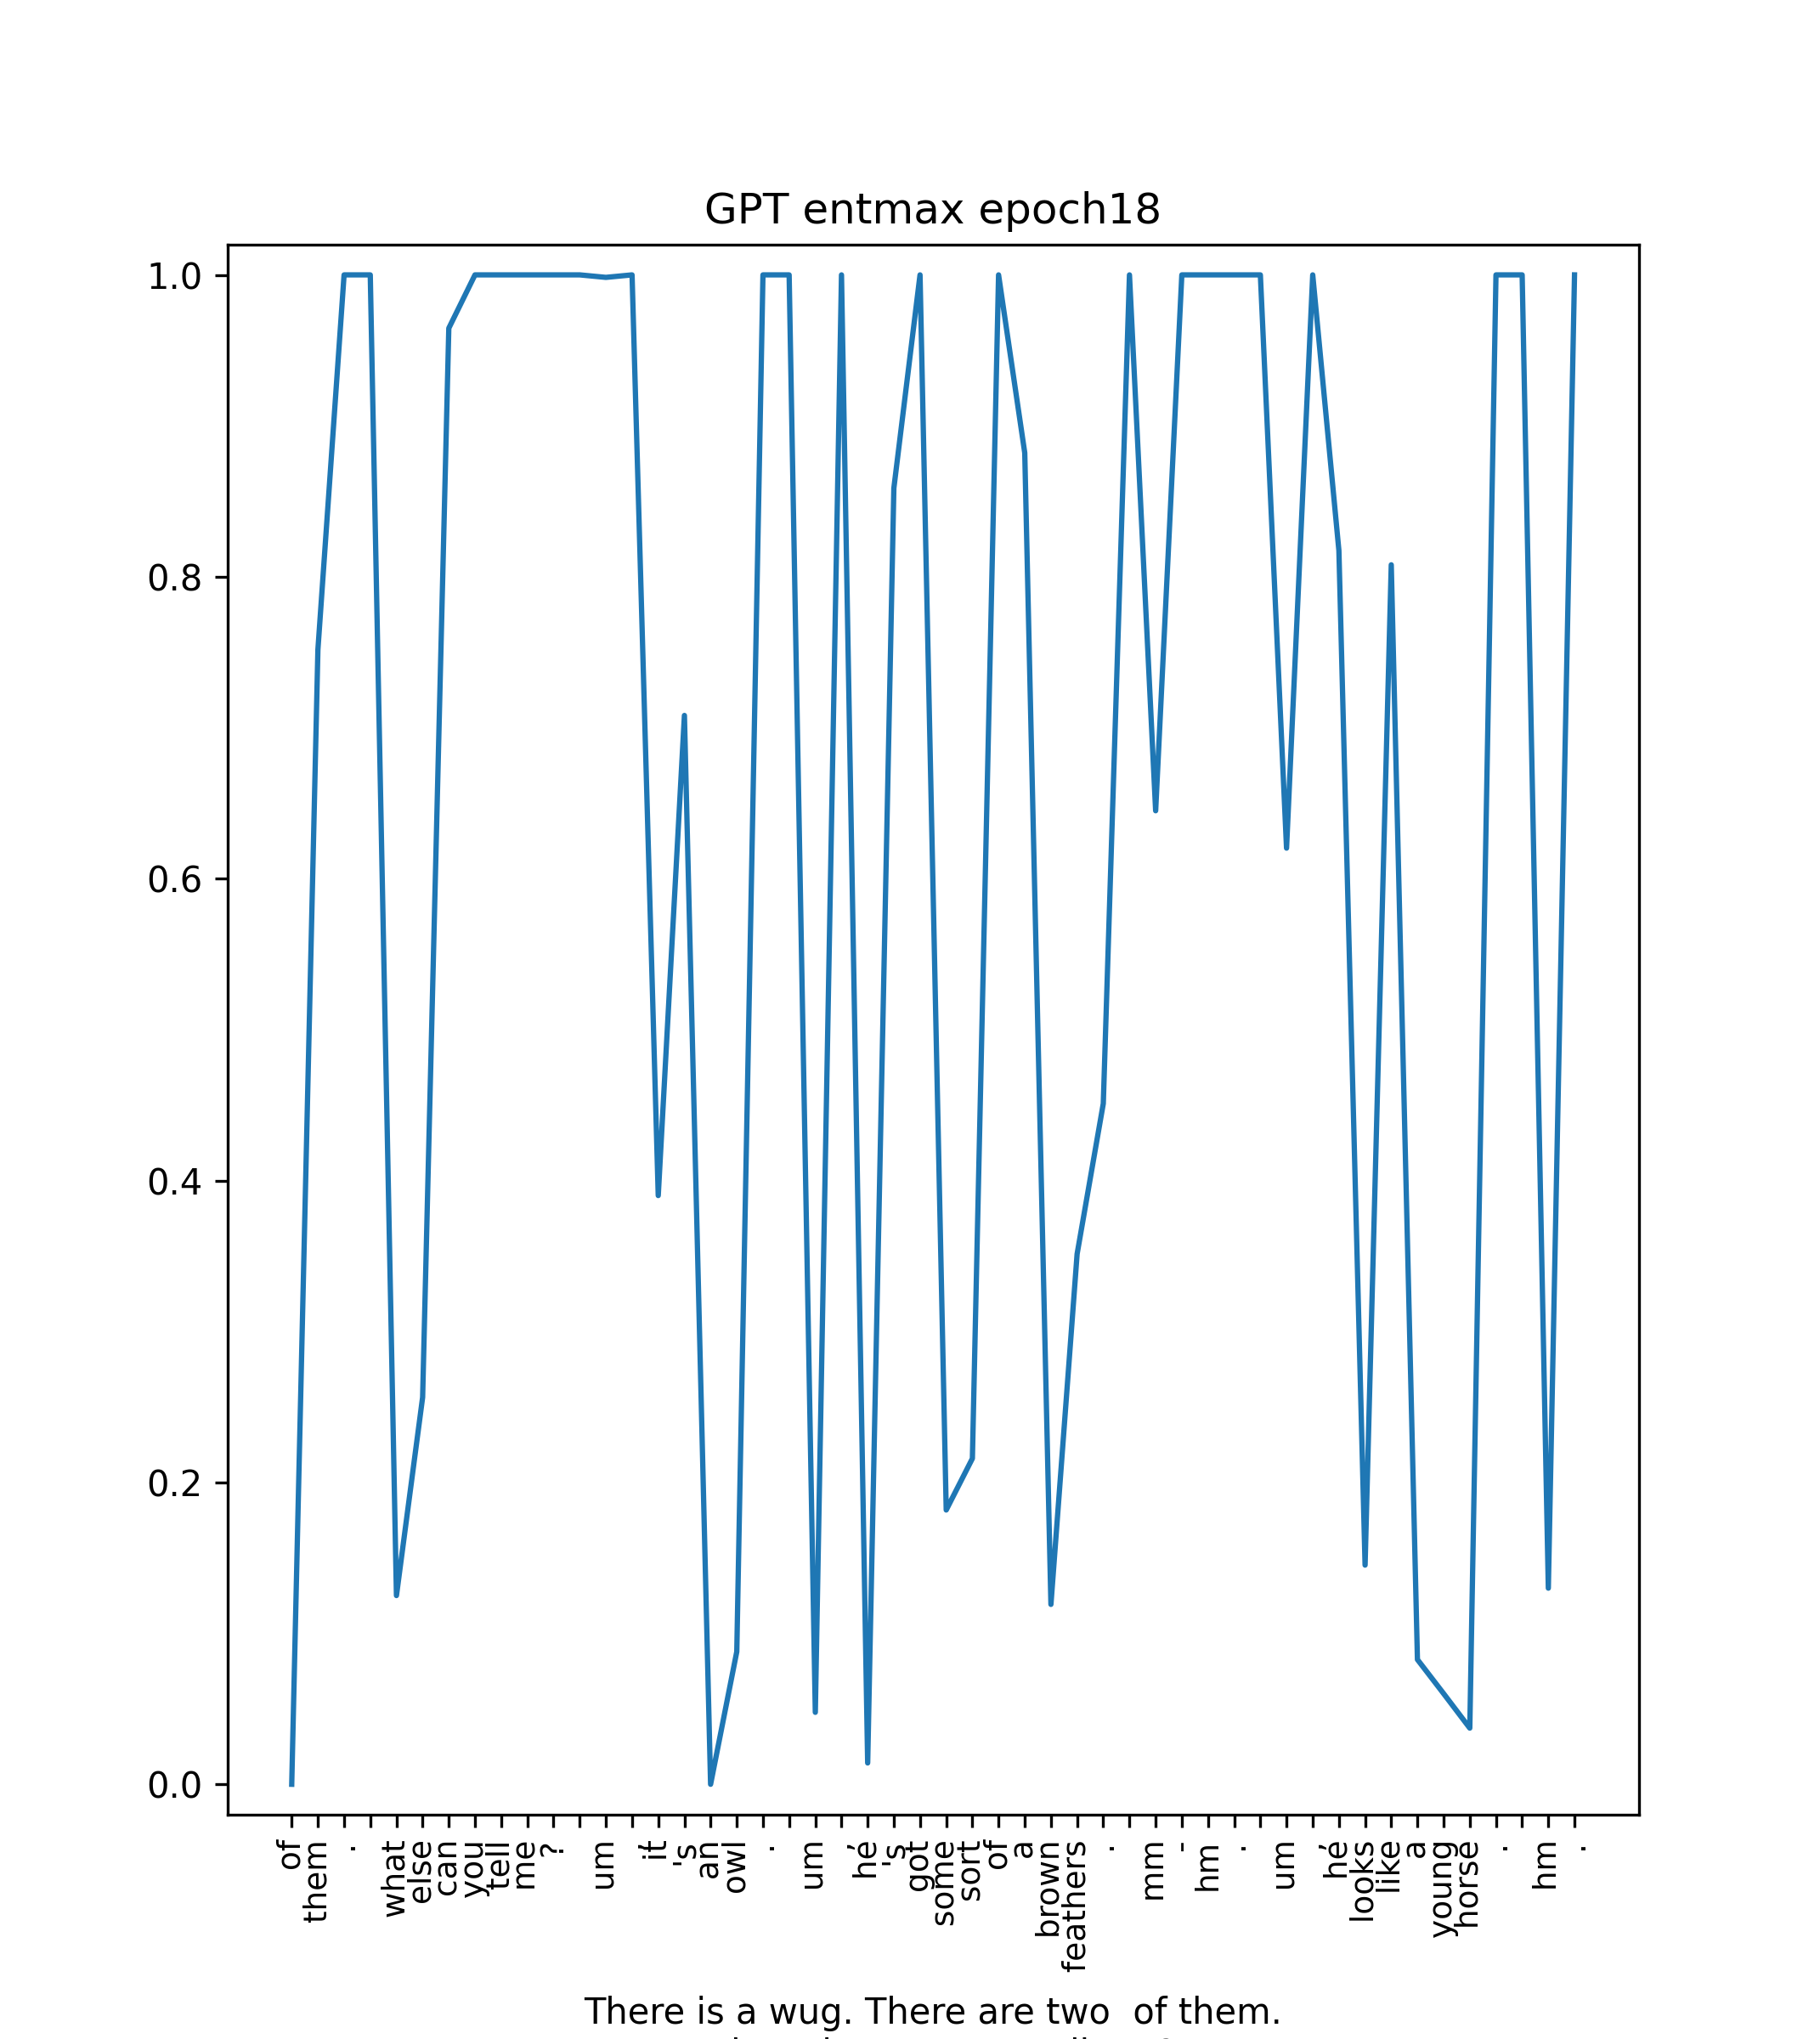 GPT entmax epoch18
1.0
0.8
0.6
0.4
0.2
0.0
of
them
.
what
else
can
you
tell
me
?
um
,
it
's
an
owl
.
um
,
he
's
got
some
sort
of
a
brown
feathers
.
mm
-
hm
.
um
,
he
looks
like
a
young
horse
.
hm
.
There is a wug. There are two  of them.